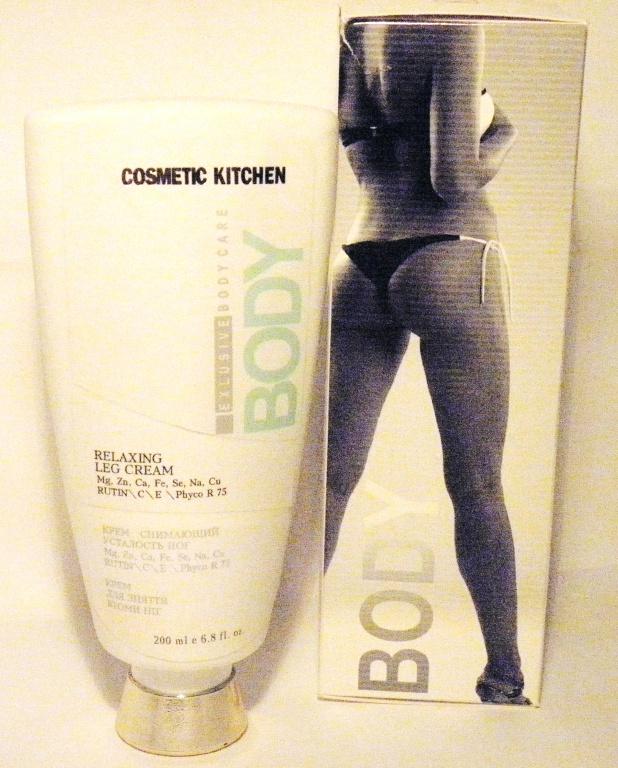 COSMETIC KITCHEN
EXLUSIVE BODYCARE
BODY
RELAXING
LEG CREAM
Mg, Zn, Ca, Fe, Se, Na, Cu
RUTIN\C\E \Phyco R 75
КРЕМ СНИМАЮЩИЙ
УСТАЛОСТЬ НОГ
Mg, Zn, Ca, Fe, Se, Na, Cu
RUTIN\C\E \Phyco R 75
КРЕМ
ДЛЯ ЗНЯТТЯ
ВТОМИ НІГ
200 ml e 6.8 fl. oz.
BODY